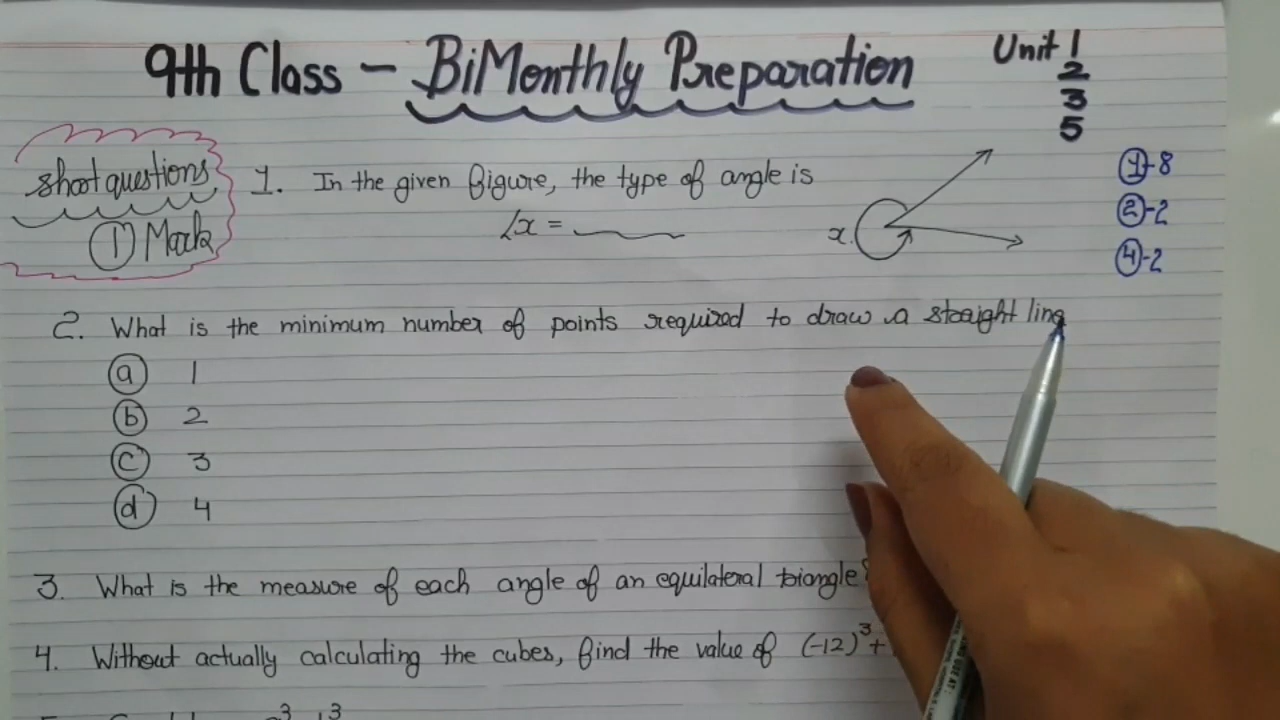 9th Class - BiMonthly Preparation
Unit 1
2
3
5
short questions
① Mark
1. In the given figure, the type of angle is
∠x = ____
x
①-8
②-2
④-2
2. What is the minimum number of points required to draw a straight line
ⓐ 1
ⓑ 2
ⓒ 3
ⓓ 4
3. What is the measure of each angle of an equilateral triangle?
4. Without actually calculating the cubes, find the value of (-12)³+